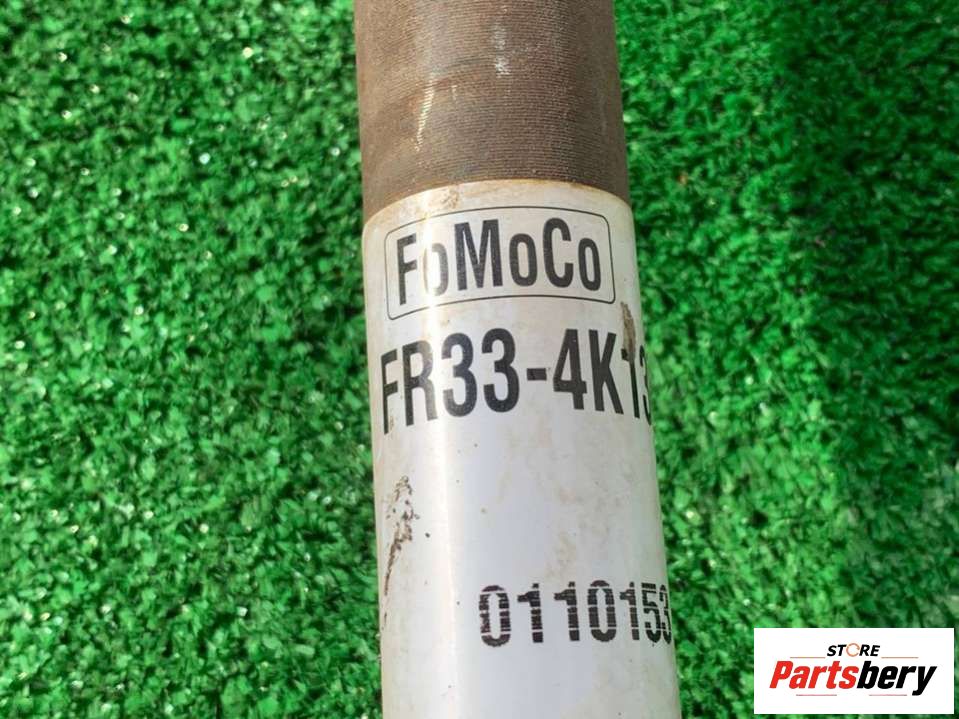 FoMoCo
FR33-4K13
0110153
STORE
Partsbery